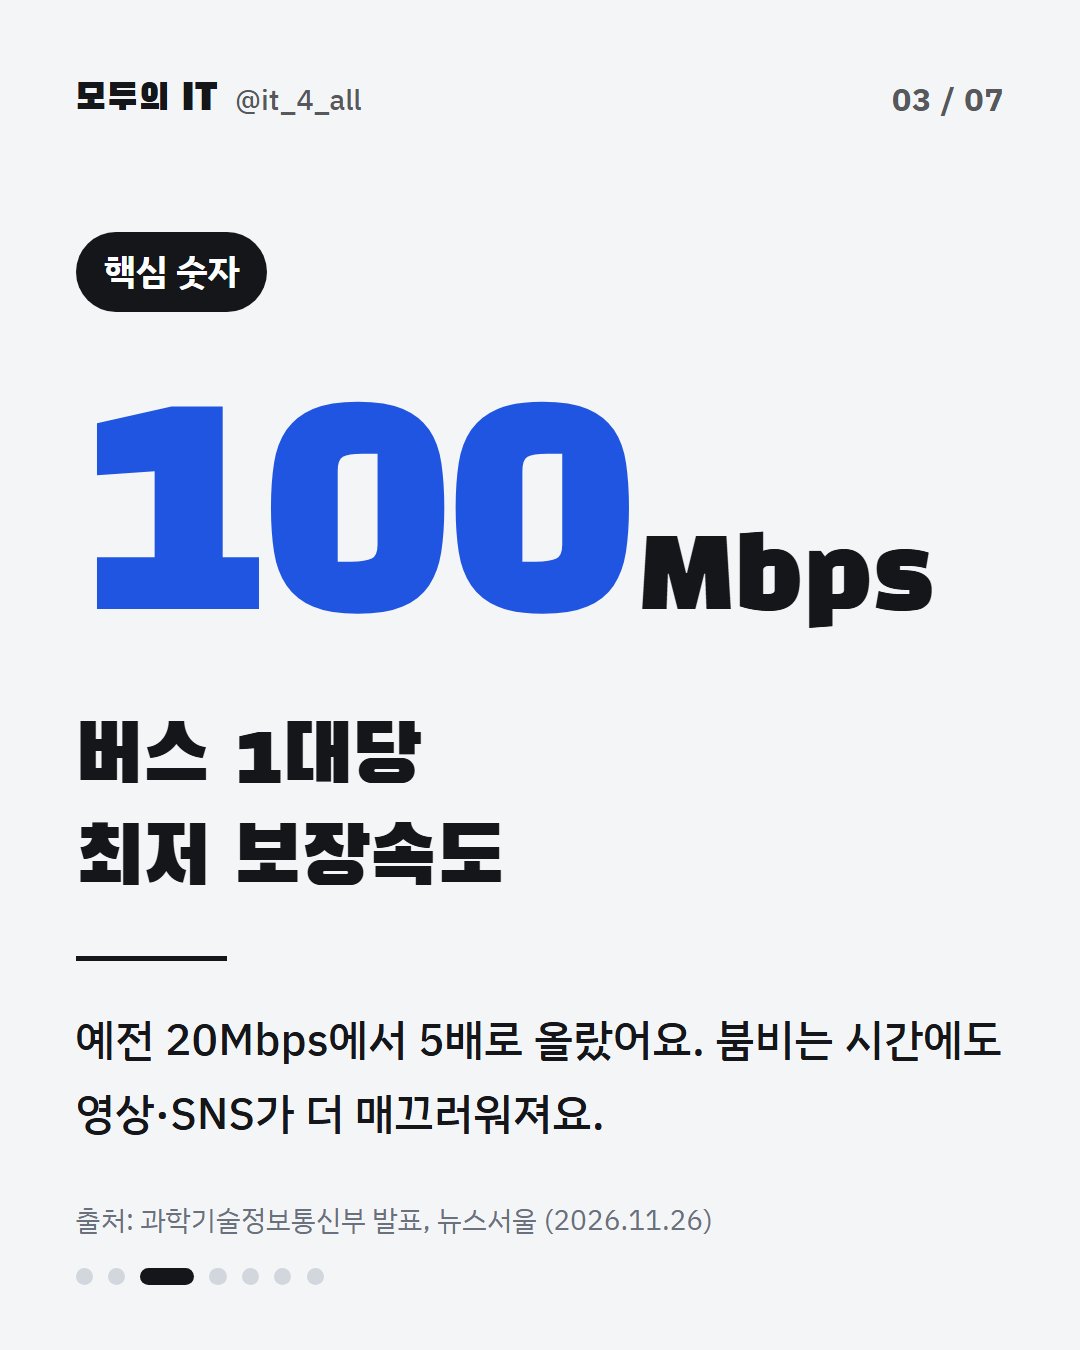 모두의 IT @it_4_all
03 / 07
핵심 숫자
100Mbps
버스 1대당
최저 보장속도
예전 20Mbps에서 5배로 올랐어요. 붐비는 시간에도
영상·SNS가 더 매끄러워져요.
출처: 과학기술정보통신부 발표, 뉴스서울 (2026.11.26)